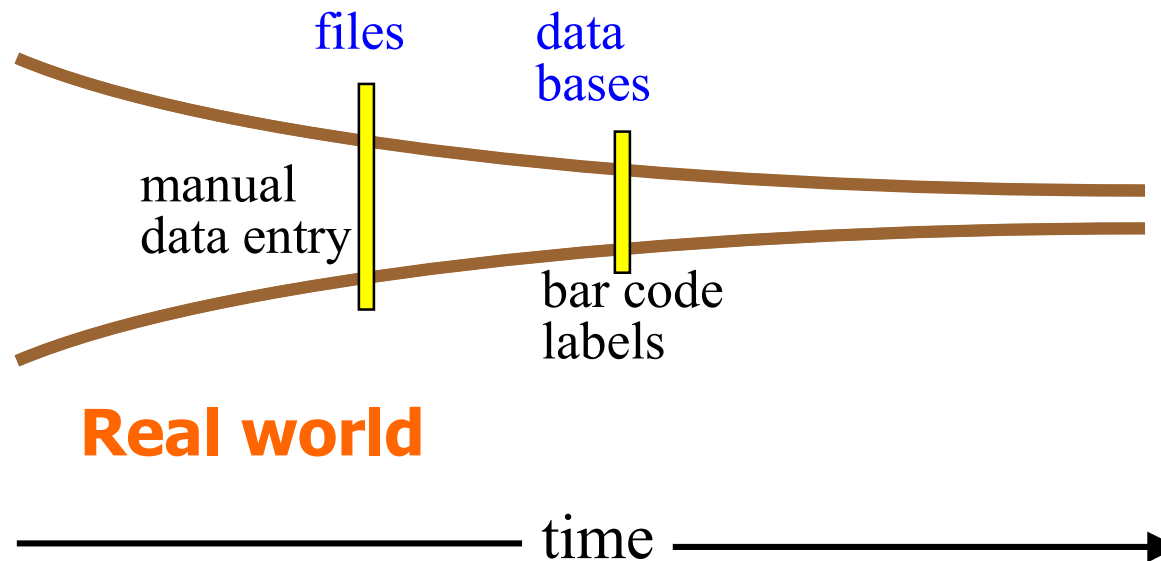 files
data
bases
manual
data entry
bar code
labels
Real world
time